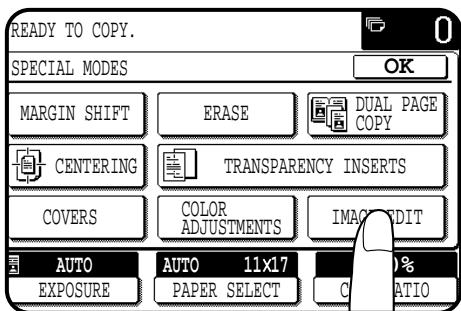 READY TO COPY.
0
SPECIAL MODES
OK
MARGIN SHIFT
ERASE
DUAL PAGE
COPY
CENTERING
TRANSPARENCY INSERTS
COVERS
COLOR
ADJUSTMENTS
EDIT
AUTO
AUTO 11x17
%
EXPOSURE
PAPER SELECT